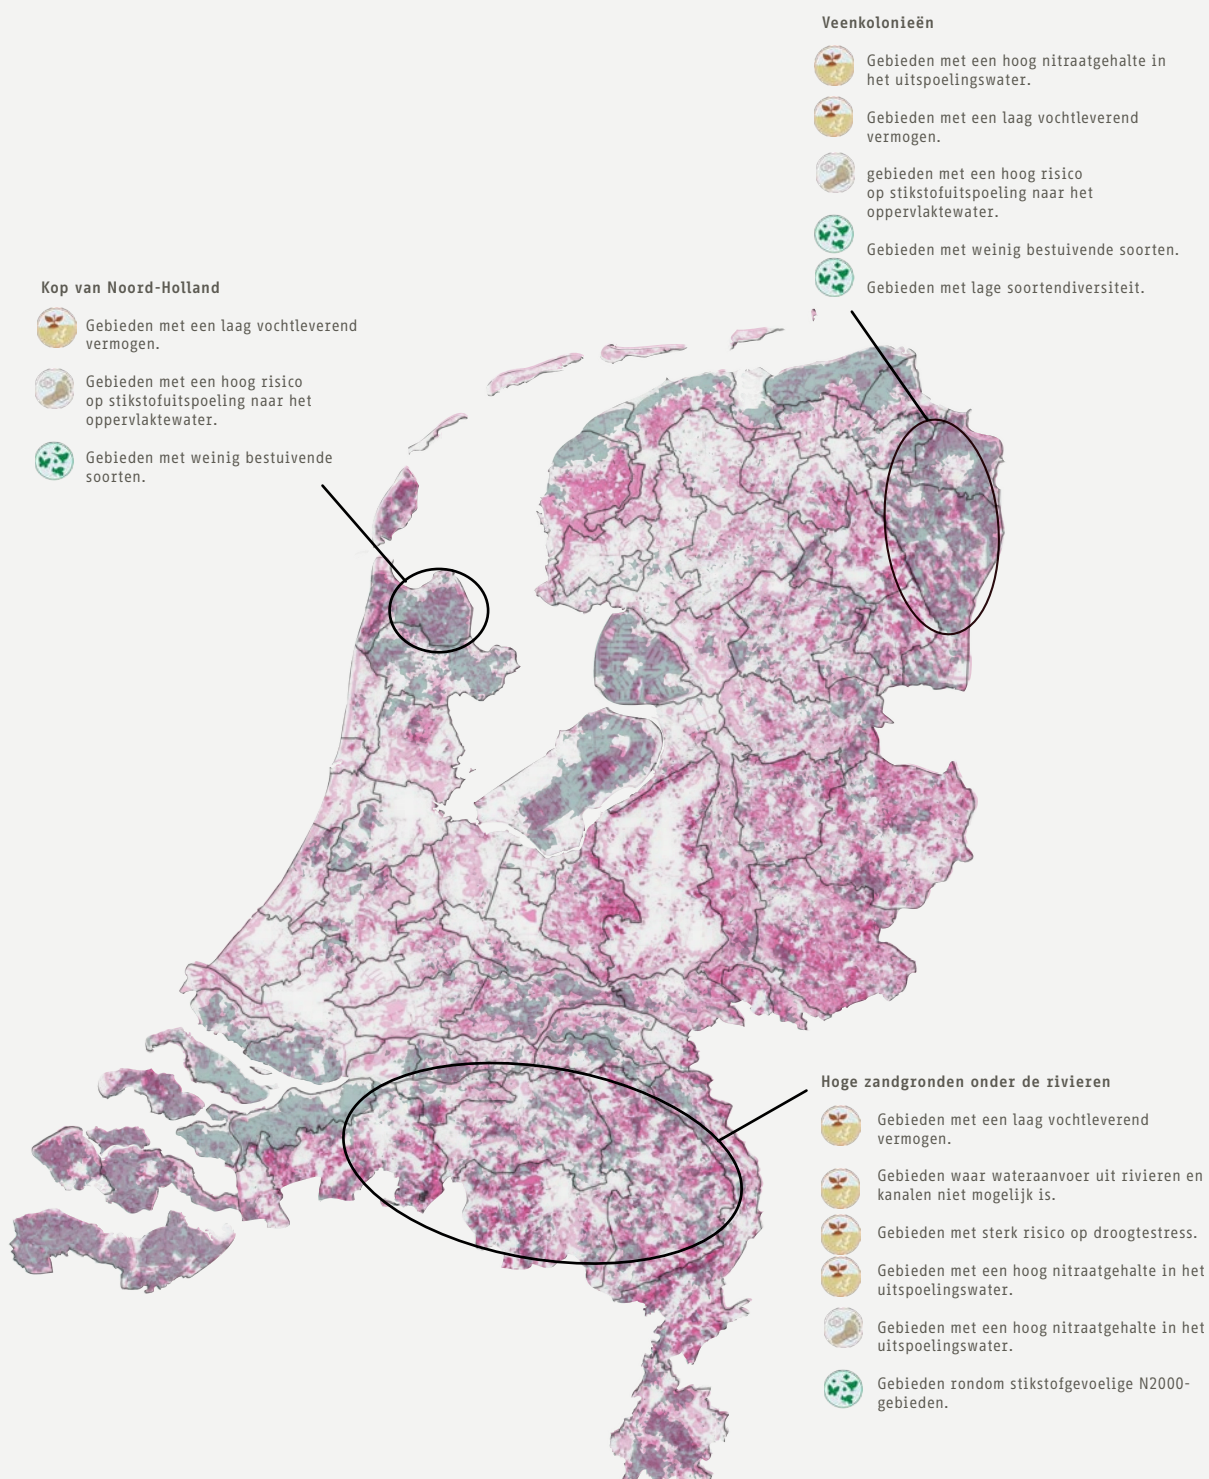 Veenkolonieën
Gebieden met een hoog nitraatgehalte in
het uitspoelingswater.
Gebieden met een laag vochtleverend
vermogen.
gebieden met een hoog risico
op stikstofuitspoeling naar het
oppervlaktewater.
Gebieden met weinig bestuivende soorten.
Gebieden met lage soortendiversiteit.
Kop van Noord-Holland
Gebieden met een laag vochtleverend
vermogen.
Gebieden met een hoog risico
op stikstofuitspoeling naar het
oppervlaktewater.
Gebieden met weinig bestuivende
soorten.
Hoge zandgronden onder de rivieren
Gebieden met een laag vochtleverend
vermogen.
Gebieden waar wateraanvoer uit rivieren en
kanalen niet mogelijk is.
Gebieden met sterk risico op droogtestress.
Gebieden met een hoog nitraatgehalte in het
uitspoelingswater.
Gebieden met een hoog nitraatgehalte in het
uitspoelingswater.
Gebieden rondom stikstofgevoelige N2000-
gebieden.